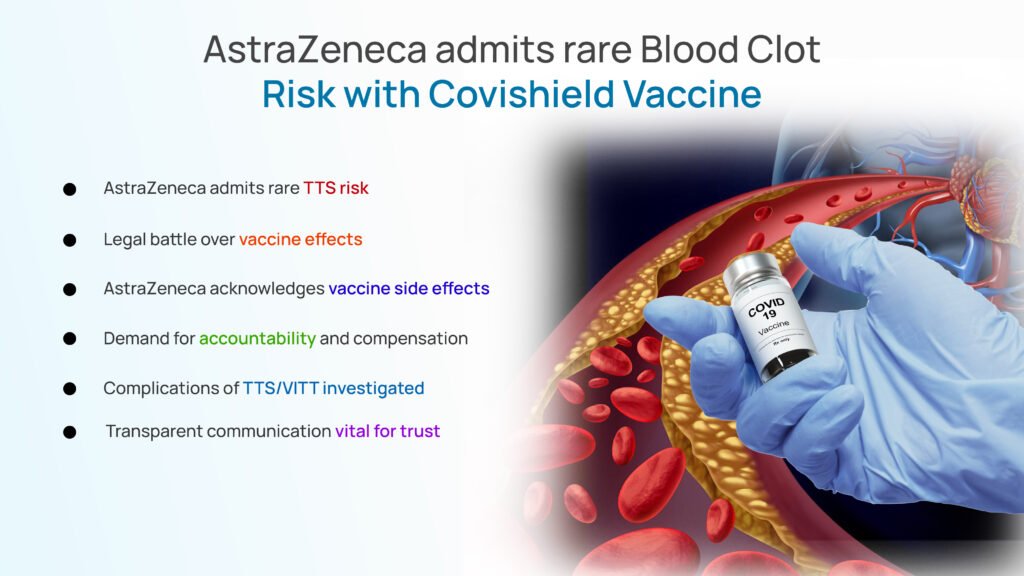 AstraZeneca admits rare Blood Clot
Risk with Covishield Vaccine
AstraZeneca admits rare TTS risk
Legal battle over vaccine effects
AstraZeneca acknowledges vaccine side effects
Demand for accountability and compensation
Complications of TTS/VITT investigated
Transparent communication vital for trust
COVID
19
Vaccine
Rx only